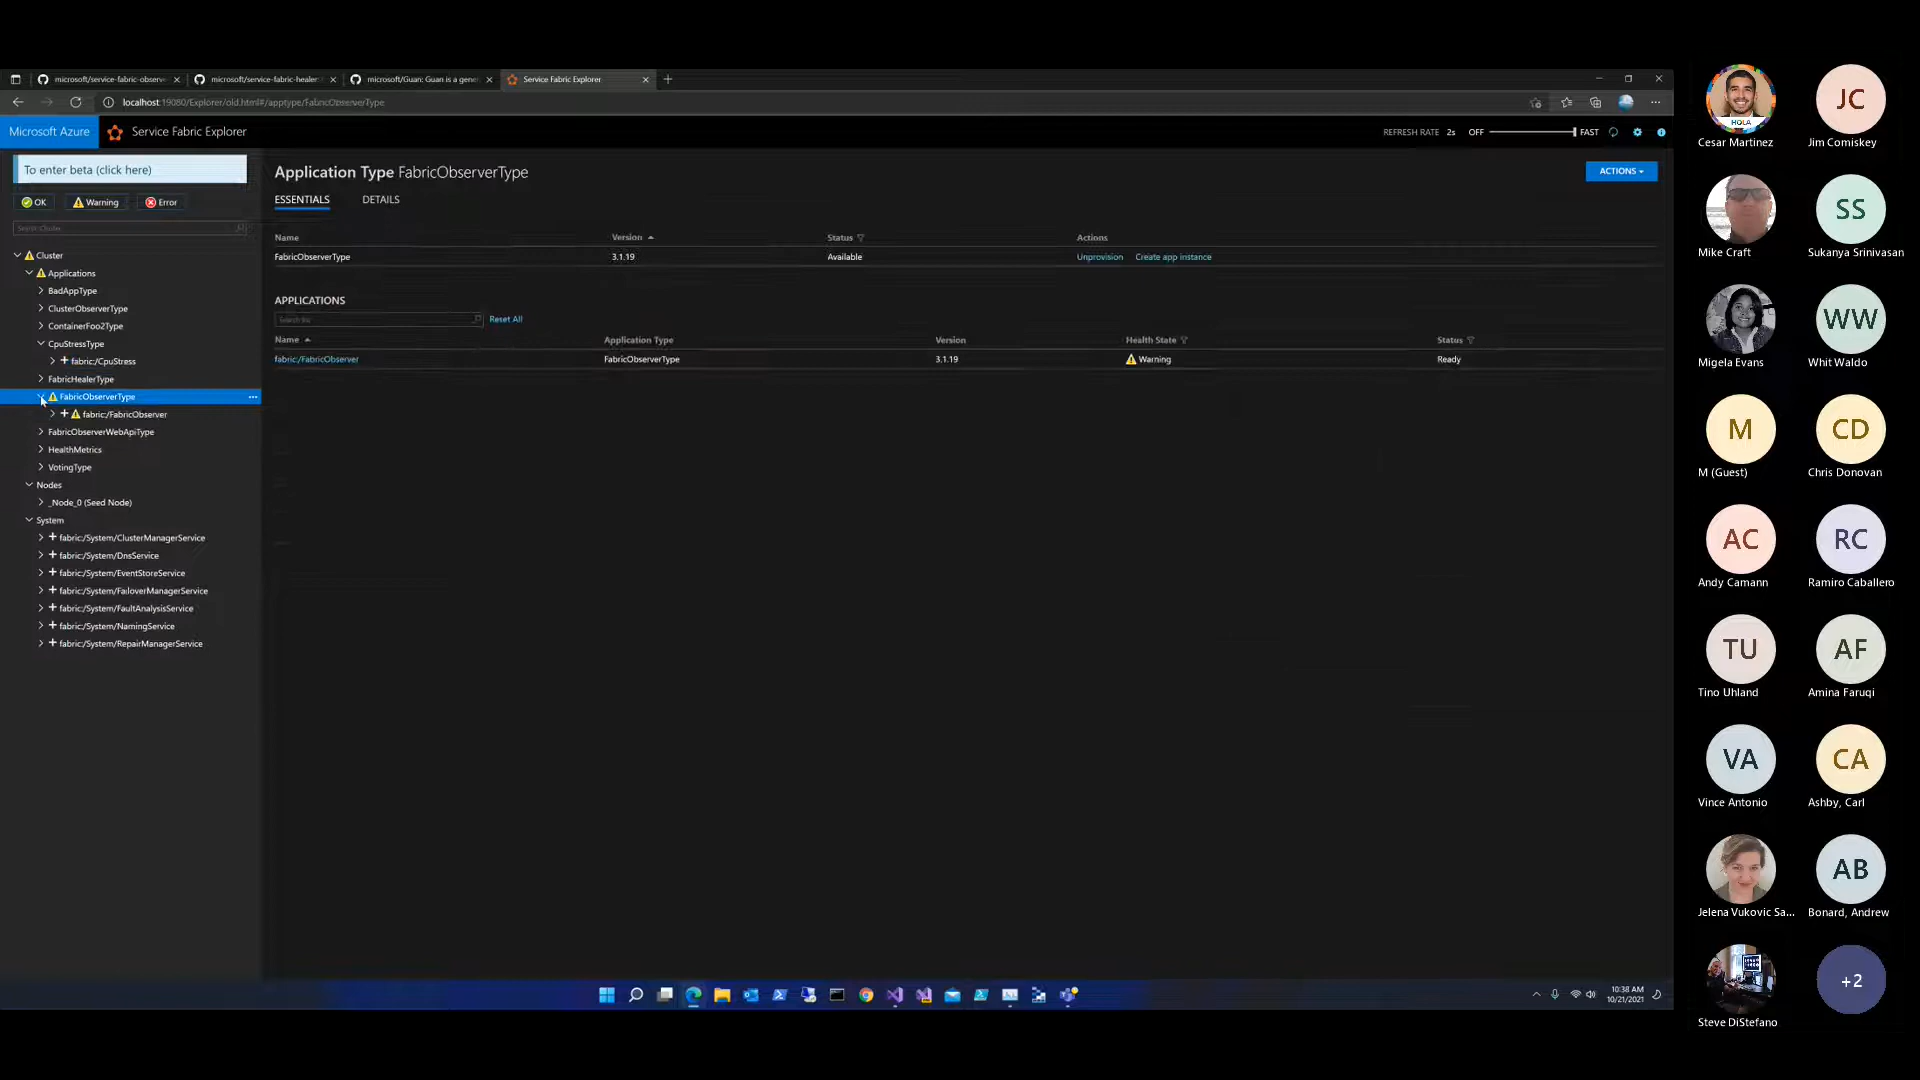 microsoft/service-fabric-observ
microsoft/service-fabric-healer
microsoft/Guan: Guan is a gene
Service Fabric Explorer
localhost:19080/Explorer/old.html#/apptype/FabricObserverType
Microsoft Azure
Service Fabric Explorer
REFRESH RATE 2s OFF FAST
To enter beta (click here)
OK Warning Error
Search Cluster
Cluster
Applications
BadAppType
ClusterObserverType
ContainerFoo2Type
CpuStressType
fabric:/CpuStress
FabricHealerType
FabricObserverType
fabric:/FabricObserver
FabricObserverWebApiType
HealthMetrics
VotingType
Nodes
_Node_0 (Seed Node)
System
fabric:/System/ClusterManagerService
fabric:/System/DnsService
fabric:/System/EventStoreService
fabric:/System/FailoverManagerService
fabric:/System/FaultAnalysisService
fabric:/System/NamingService
fabric:/System/RepairManagerService
Application Type FabricObserverType
ACTIONS
ESSENTIALS DETAILS
Name Version Status Actions
FabricObserverType 3.1.19 Available Unprovision Create app instance
APPLICATIONS
Search list Reset All
Name Application Type Version Health State Status
fabric:/FabricObserver FabricObserverType 3.1.19 Warning Ready
10:38 AM
10/21/2021
HOLA
JC
Cesar Martinez
Jim Comiskey
SS
Mike Craft
Sukanya Srinivasan
WW
Migela Evans
Whit Waldo
M
CD
M (Guest)
Chris Donovan
AC
RC
Andy Camann
Ramiro Caballero
TU
AF
Tino Uhland
Amina Faruqi
VA
CA
Vince Antonio
Ashby, Carl
AB
Jelena Vukovic Sa...
Bonard, Andrew
+2
Steve DiStefano